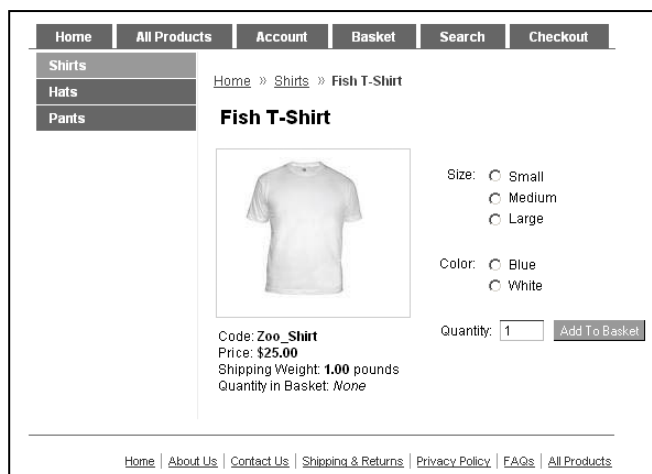 Home All Products Account Basket Search Checkout
Shirts
Hats
Pants
Home » Shirts » Fish T-Shirt
Fish T-Shirt
Size: Small
Medium
Large
Color: Blue
White
Quantity: 1 Add To Basket
Code: Zoo_Shirt
Price: $25.00
Shipping Weight: 1.00 pounds
Quantity in Basket: None
Home | About Us | Contact Us | Shipping & Returns | Privacy Policy | FAQs | All Products